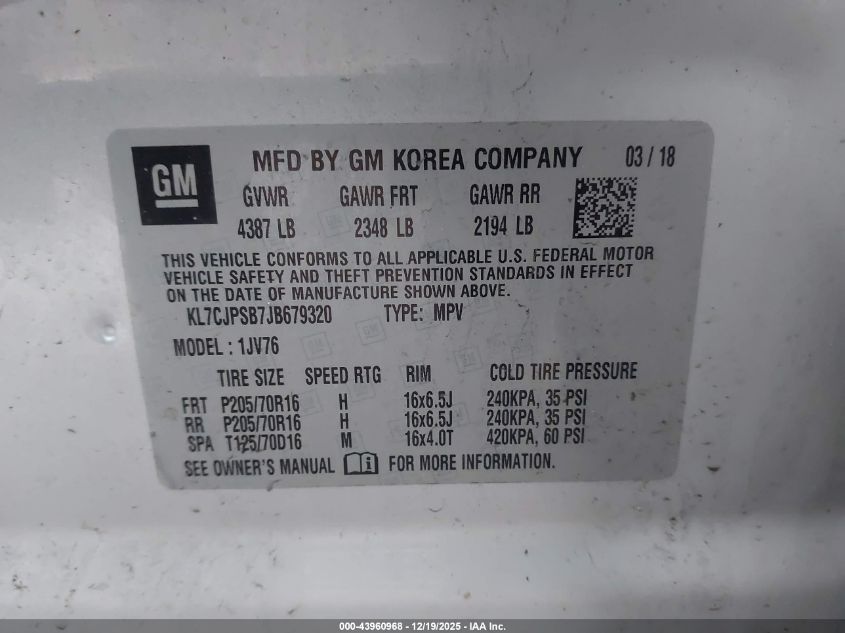 GM MFD BY GM KOREA COMPANY 03 / 18
GVWR GAWR FRT GAWR RR
4387 LB 2348 LB 2194 LB
THIS VEHICLE CONFORMS TO ALL APPLICABLE U.S. FEDERAL MOTOR
VEHICLE SAFETY AND THEFT PREVENTION STANDARDS IN EFFECT
ON THE DATE OF MANUFACTURE SHOWN ABOVE.
KL7CJPSB7JB679320 TYPE: MPV
MODEL : 1JV76
TIRE SIZE SPEED RTG RIM COLD TIRE PRESSURE
FRT P205/70R16 H 16x6.5J 240KPA, 35 PSI
RR P205/70R16 H 16x6.5J 240KPA, 35 PSI
SPA T125/70D16 M 16x4.0T 420KPA, 60 PSI
SEE OWNER'S MANUAL i FOR MORE INFORMATION.
000-43960968 - 12/19/2025 - IAA Inc.